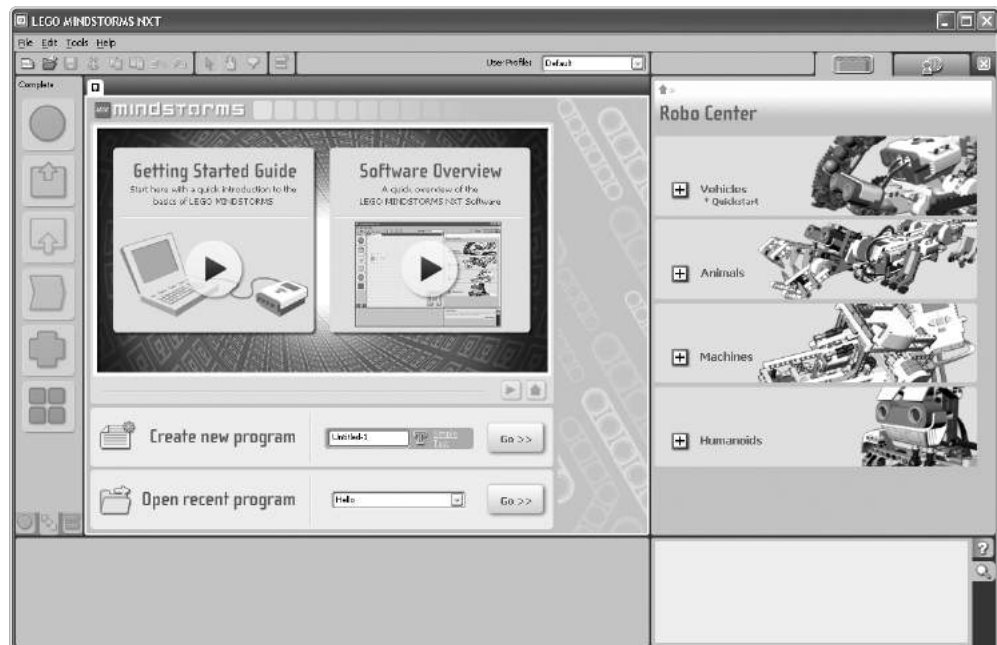 LEGO MINDSTORMS NXT
File Edit Tools Help
User Profile: Default
Complete
mindstorms
Robo Center
Getting Started Guide
Start here with a quick introduction to the
basics of LEGO MINDSTORMS
Software Overview
A quick overview of the
LEGO MINDSTORMS NXT Software
Vehicles
* Quickstart
Animals
Machines
Humanoids
Create new program
Untitled-1
Go >>
Open recent program
Hello
Go >>
?